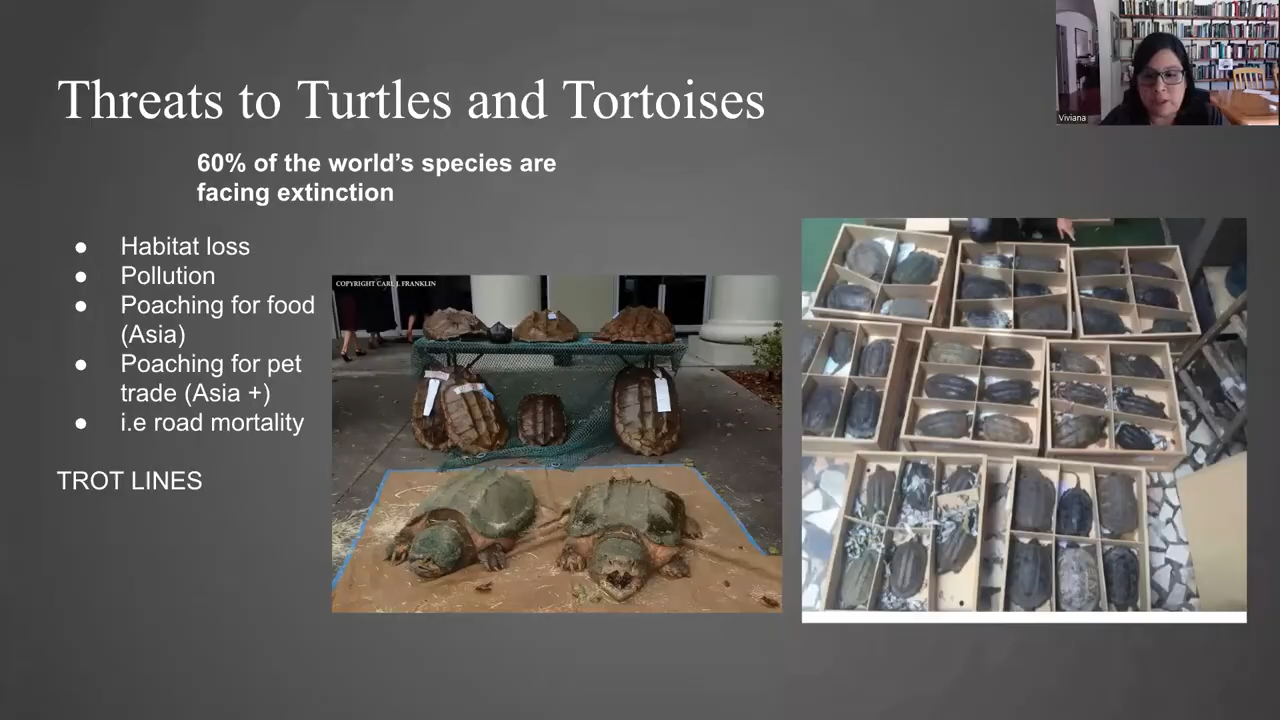 Threats to Turtles and Tortoises
Viviana
60% of the world's species are
facing extinction
● Habitat loss
● Pollution
● Poaching for food
(Asia)
● Poaching for pet
trade (Asia +)
● i.e road mortality
TROT LINES
COPYRIGHT CARL J. FRANKLIN